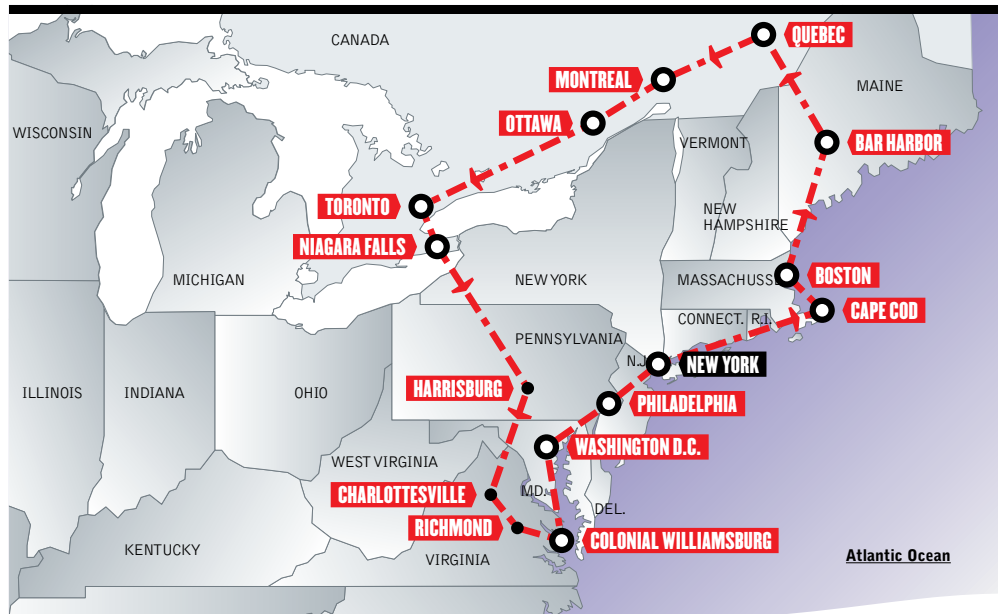 QUEBEC
CANADA
MONTREAL
MAINE
OTTAWA
WISCONSIN
VERMONT
BAR HARBOR
TORONTO
NEW
HAMPSHIRE
NIAGARA FALLS
MICHIGAN
NEW YORK
MASSACHUSSE
BOSTON
CAPE COD
CONNECT.
R.I.
PENNSYLVANIA
N.J.
NEW YORK
ILLINOIS
INDIANA
OHIO
HARRISBURG
PHILADELPHIA
WASHINGTON D.C.
WEST VIRGINIA
CHARLOTTESVILLE
MD.
DEL.
RICHMOND
COLONIAL WILLIAMSBURG
KENTUCKY
VIRGINIA
Atlantic Ocean